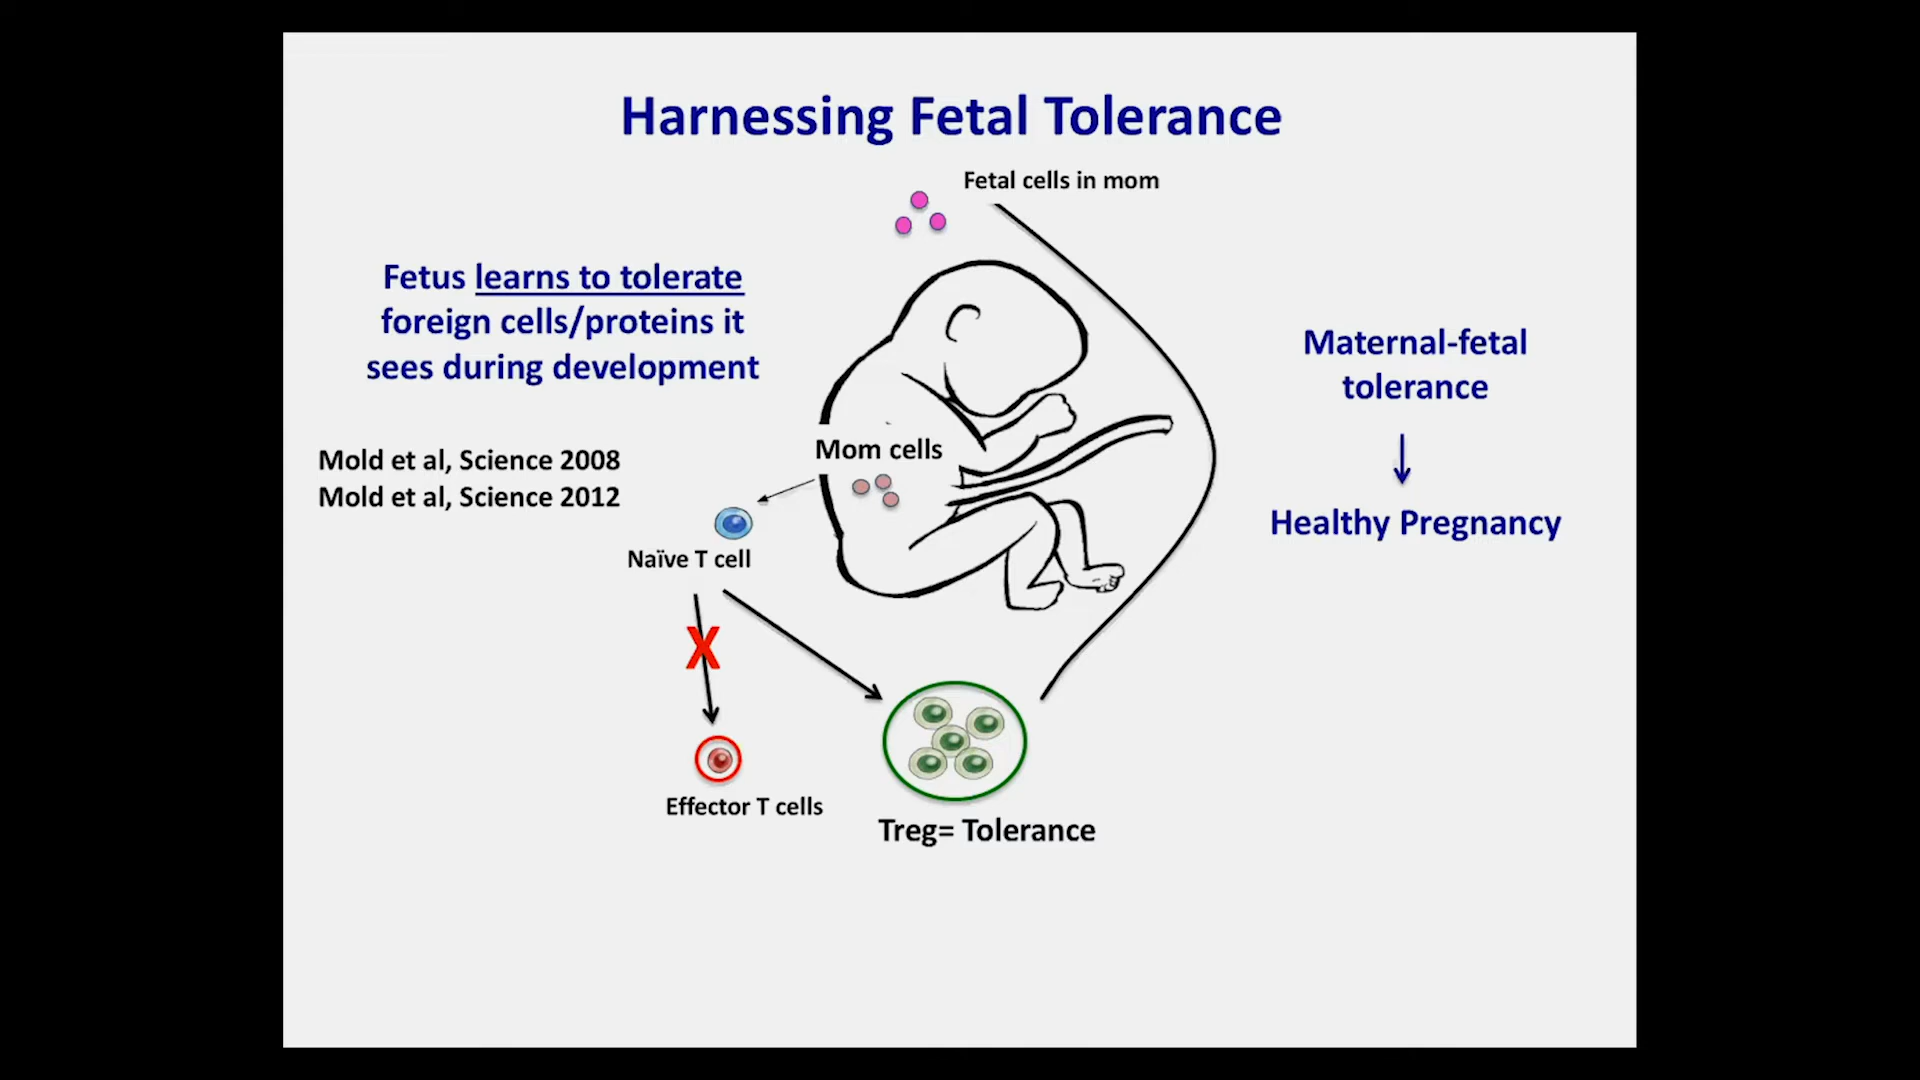 Harnessing Fetal Tolerance
Fetal cells in mom
Fetus learns to tolerate
foreign cells/proteins it
sees during development
Maternal-fetal
tolerance
Healthy Pregnancy
Mom cells
Mold et al, Science 2008
Mold et al, Science 2012
Naïve T cell
X
Effector T cells
Treg= Tolerance